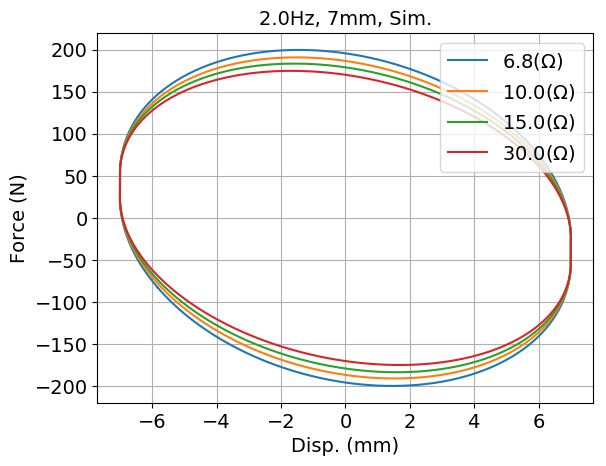 2.0Hz, 7mm, Sim.
200
150
100
50
0
−50
−100
−150
−200
Force (N)
6.8(Ω)
10.0(Ω)
15.0(Ω)
30.0(Ω)
−6 −4 −2 0 2 4 6
Disp. (mm)